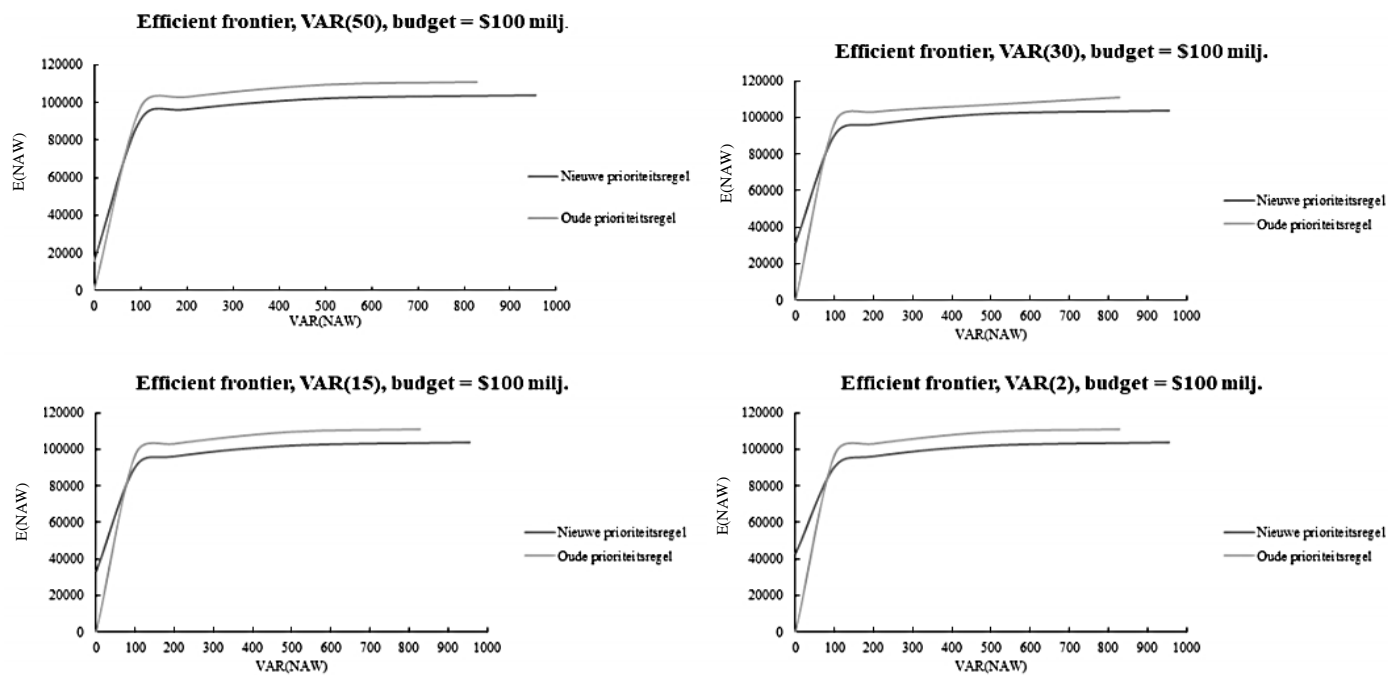 Efficient frontier, VAR(50), budget = $100 milj.
120000
100000
80000
60000
40000
20000
0
E(NAW)
0 100 200 300 400 500 600 700 800 900 1000
VAR(NAW)
Nieuwe prioriteitsregel
Oude prioriteitsregel
Efficient frontier, VAR(30), budget = $100 milj.
120000
100000
80000
60000
40000
20000
0
E(NAW)
0 100 200 300 400 500 600 700 800 900 1000
VAR(NAW)
Nieuwe prioriteitsregel
Oude prioriteitsregel
Efficient frontier, VAR(15), budget = $100 milj.
120000
100000
80000
60000
40000
20000
0
E(NAW)
0 100 200 300 400 500 600 700 800 900 1000
VAR(NAW)
Nieuwe prioriteitsregel
Oude prioriteitsregel
Efficient frontier, VAR(2), budget = $100 milj.
120000
100000
80000
60000
40000
20000
0
E(NAW)
0 100 200 300 400 500 600 700 800 900 1000
VAR(NAW)
Nieuwe prioriteitsregel
Oude prioriteitsregel